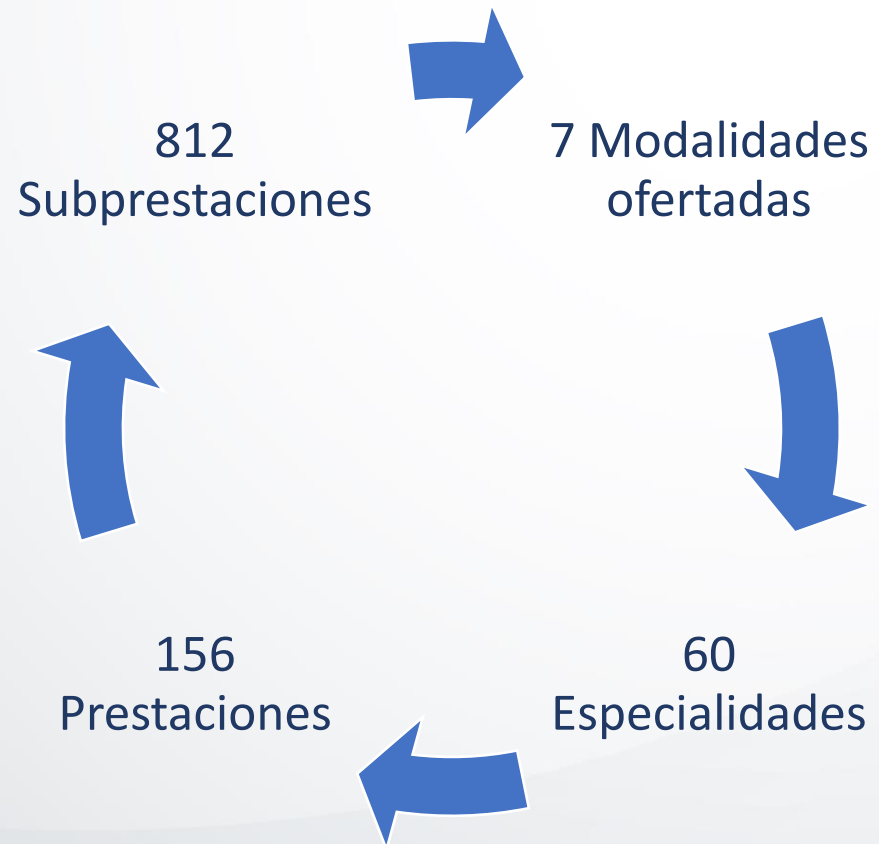 812
Subprestaciones
7 Modalidades
ofertadas
156
Prestaciones
60
Especialidades